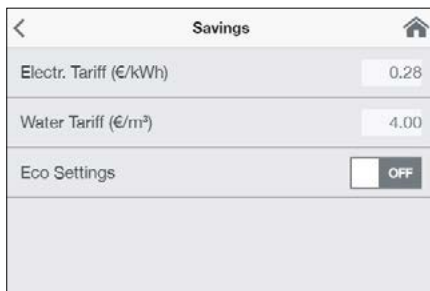 Savings
Electr. Tariff (€/kWh) 0.28
Water Tariff (€/m³) 4.00
Eco Settings OFF